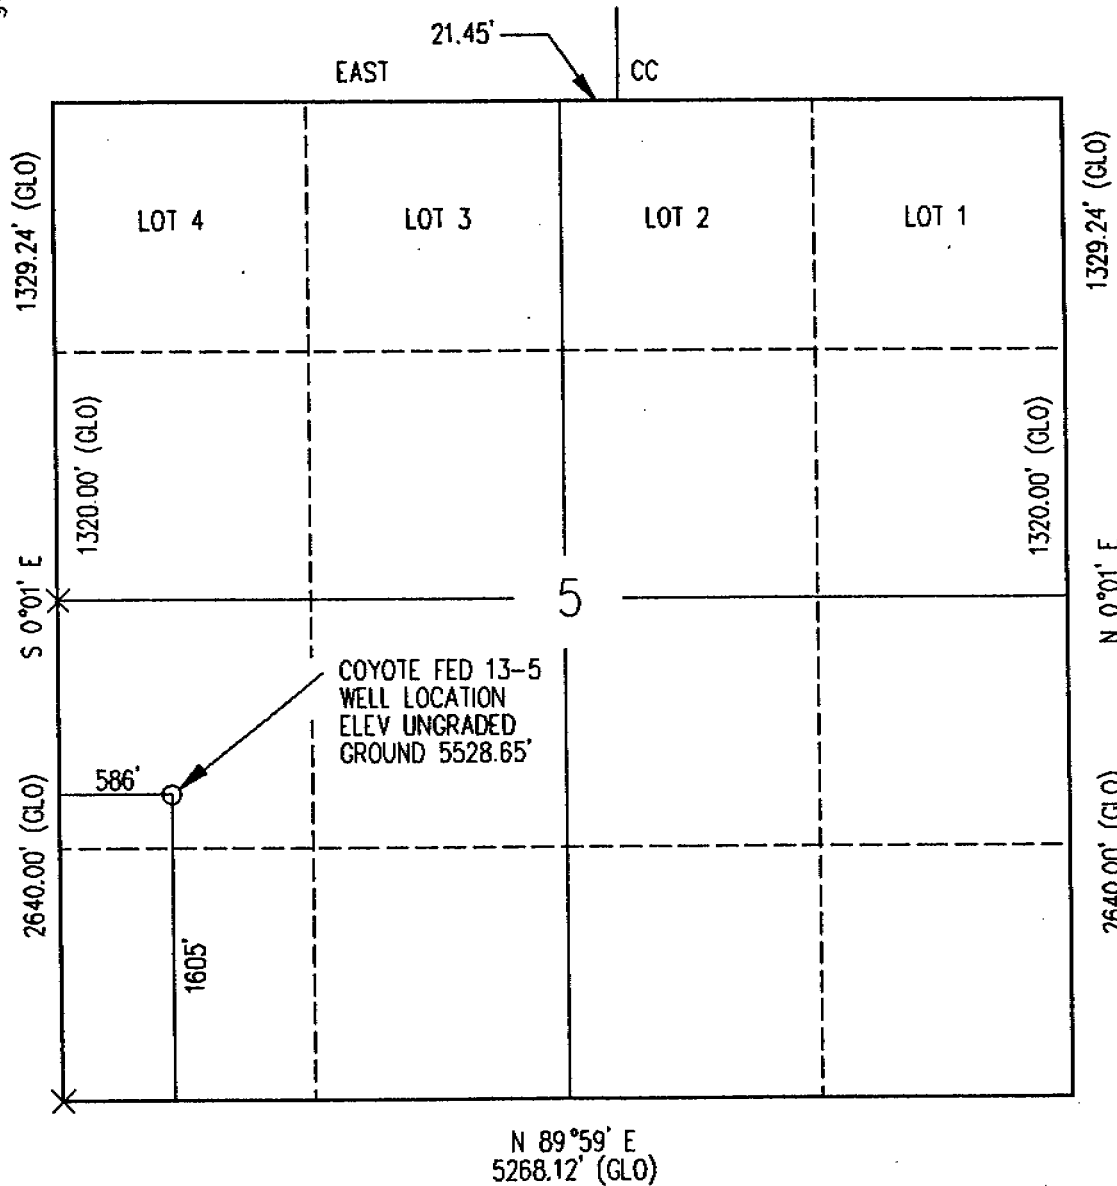 21.45'
EAST
CC
1329.24' (GLO)
1329.24' (GLO)
LOT 4
LOT 3
LOT 2
LOT 1
1320.00' (GLO)
1320.00' (GLO)
S 0°01' E
N 0°01' E
5
COYOTE FED 13-5
WELL LOCATION
ELEV UNGRADED
GROUND 5528.65'
586'
2640.00' (GLO)
2640.00' (GLO)
1605'
N 89°59' E
5268.12' (GLO)